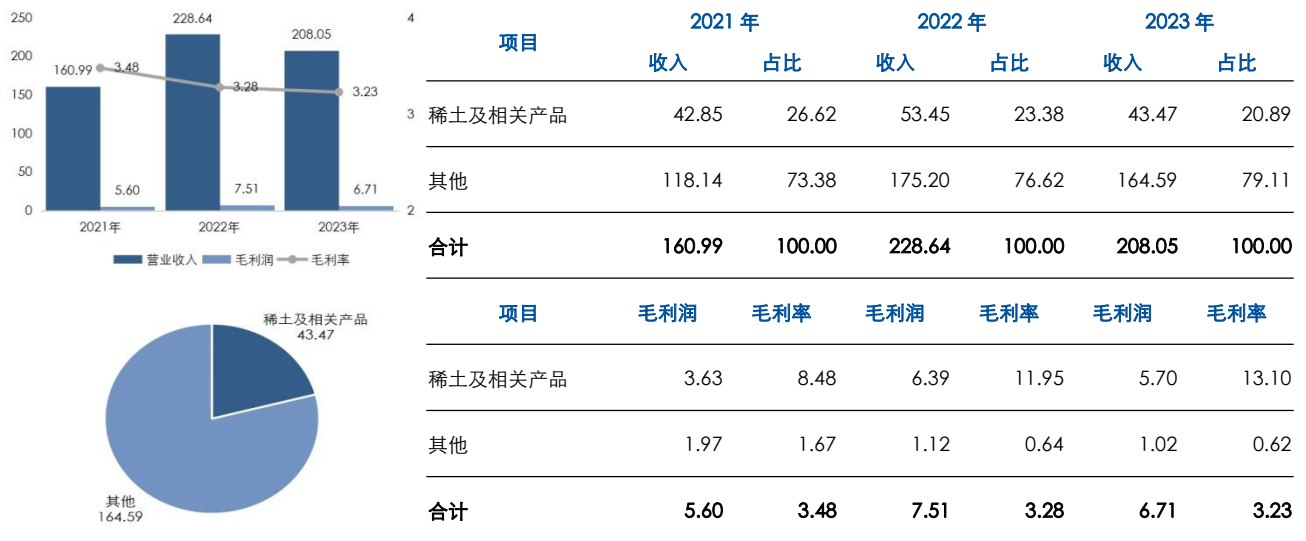 250
200
150
100
50
0
4
3
2
160.99
228.64
208.05
3.48
3.28
3.23
5.60
7.51
6.71
2021年
2022年
2023年
营业收入 毛利润 毛利率
稀土及相关产品
43.47
其他
164.59
项目 2021 年 2022 年 2023 年
收入 占比 收入 占比 收入 占比
稀土及相关产品 42.85 26.62 53.45 23.38 43.47 20.89
其他 118.14 73.38 175.20 76.62 164.59 79.11
合计 160.99 100.00 228.64 100.00 208.05 100.00
项目 毛利润 毛利率 毛利润 毛利率 毛利润 毛利率
稀土及相关产品 3.63 8.48 6.39 11.95 5.70 13.10
其他 1.97 1.67 1.12 0.64 1.02 0.62
合计 5.60 3.48 7.51 3.28 6.71 3.23